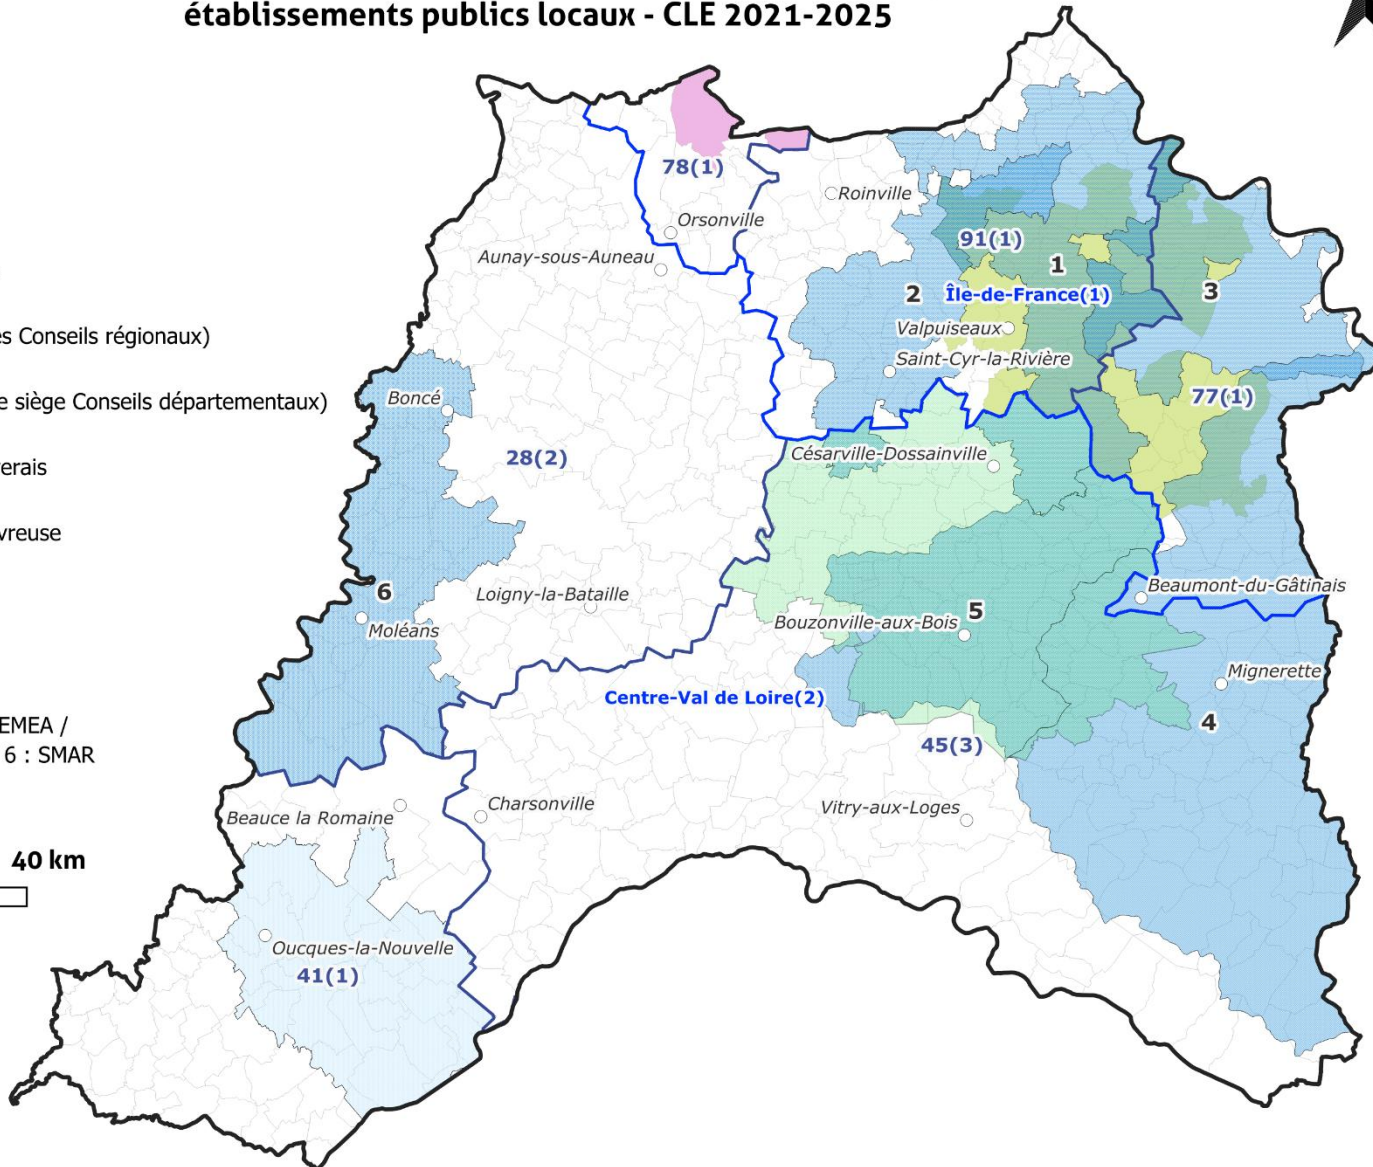 établissements publics locaux - CLE 2021-2025
78(1)
Roinville
Orsonville
91(1)
Aunay-sous-Auneau
1
2
Île-de-France(1)
3
es Conseils régionaux)
Valpuiseaux
Saint-Cyr-la-Rivière
e siège Conseils départementaux)
Boncé
77(1)
28(2)
Césarville-Dossainville
erais
vreuse
6
Loigny-la-Bataille
Beaumont-du-Gâtinais
Moléans
Bouzonville-aux-Bois
5
Mignerette
Centre-Val de Loire(2)
EMEA /
4
45(3)
6 : SMAR
Beauce la Romaine
Charsonville
Vitry-aux-Loges
40 km
Oucques-la-Nouvelle
41(1)